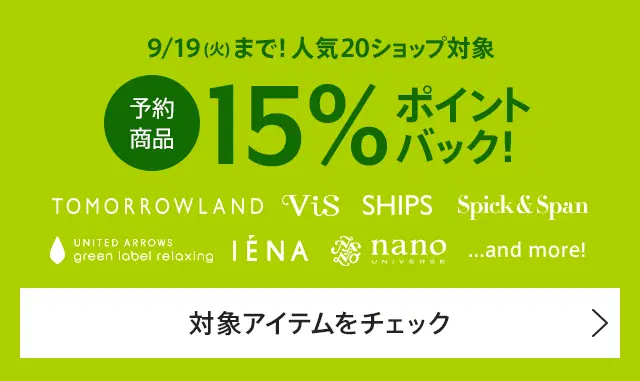 9/19(火)まで!人気20ショップ対象
予約
商品
15%
ポイント
バック!
TOMORROWLAND ViS SHIPS Spick & Span
UNITED ARROWS
green label relaxing
IÉNA
nano
UNIVERSE
...and more!
対象アイテムをチェック